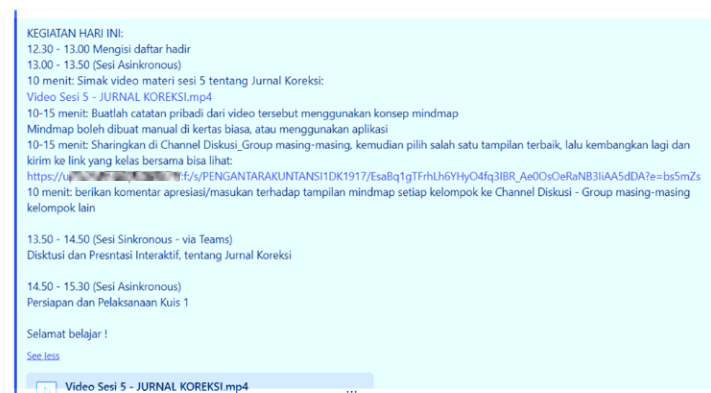 KEGIATAN HARI INI:
12.30 - 13.00 Mengisi daftar hadir
13.00 - 13.50 (Sesi Asinkronous)
10 menit: Simak video materi sesi 5 tentang Jurnal Koreksi:
Video Sesi 5 - JURNAL KOREKSI.mp4
10-15 menit: Buatlah catatan pribadi dari video tersebut menggunakan konsep mindmap
Mindmap boleh dibuat manual di kertas biasa, atau menggunakan aplikasi
10-15 menit: Sharingkan di Channel Diskusi_Group masing-masing, kemudian pilih salah satu tampilan terbaik, lalu kembangkan lagi dan
kirim ke link yang kelas bersama bisa lihat:
https://u :f:/s/PENGANTARAKUNTANSI1DK1917/EsaBq1gTFrhLh6YHyO4fq3IBR_Ae0OsOeRaNB3IiAA5dDA?e=bs5mZs
10 menit: berikan komentar apresiasi/masukan terhadap tampilan mindmap setiap kelompok ke Channel Diskusi - Group masing-masing
kelompok lain
13.50 - 14.50 (Sesi Sinkronous - via Teams)
Disktusi dan Presntasi Interaktif, tentang Jurnal Koreksi
14.50 - 15.30 (Sesi Asinkronous)
Persiapan dan Pelaksanaan Kuis 1
Selamat belajar !
See less
Video Sesi 5 - JURNAL KOREKSI.mp4
...